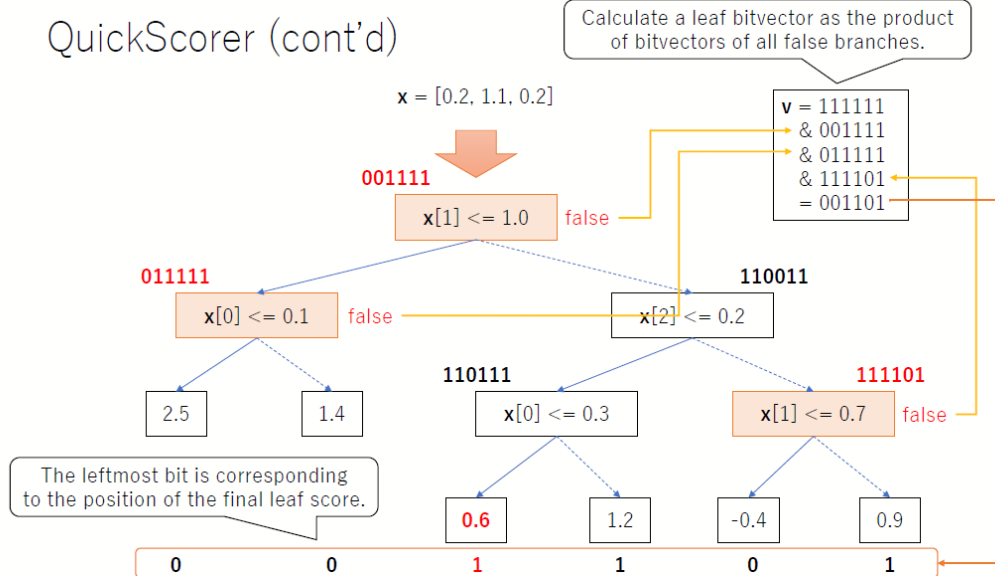 QuickScorer (cont'd)
Calculate a leaf bitvector as the product
of bitvectors of all false branches.
x = [0.2, 1.1, 0.2]
v = 111111
& 001111
& 011111
& 111101
= 001101
001111
x[1] <= 1.0
false
011111
110011
x[0] <= 0.1
false
x[2] <= 0.2
110111
111101
2.5
1.4
x[0] <= 0.3
x[1] <= 0.7
false
The leftmost bit is corresponding
to the position of the final leaf score.
0.6
1.2
-0.4
0.9
0 0 1 1 0 1